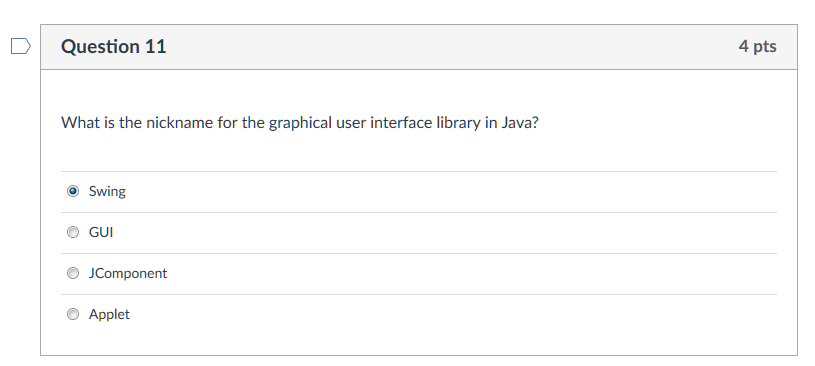 Question 11 4 pts
What is the nickname for the graphical user interface library in Java?
Swing
GUI
JComponent
Applet